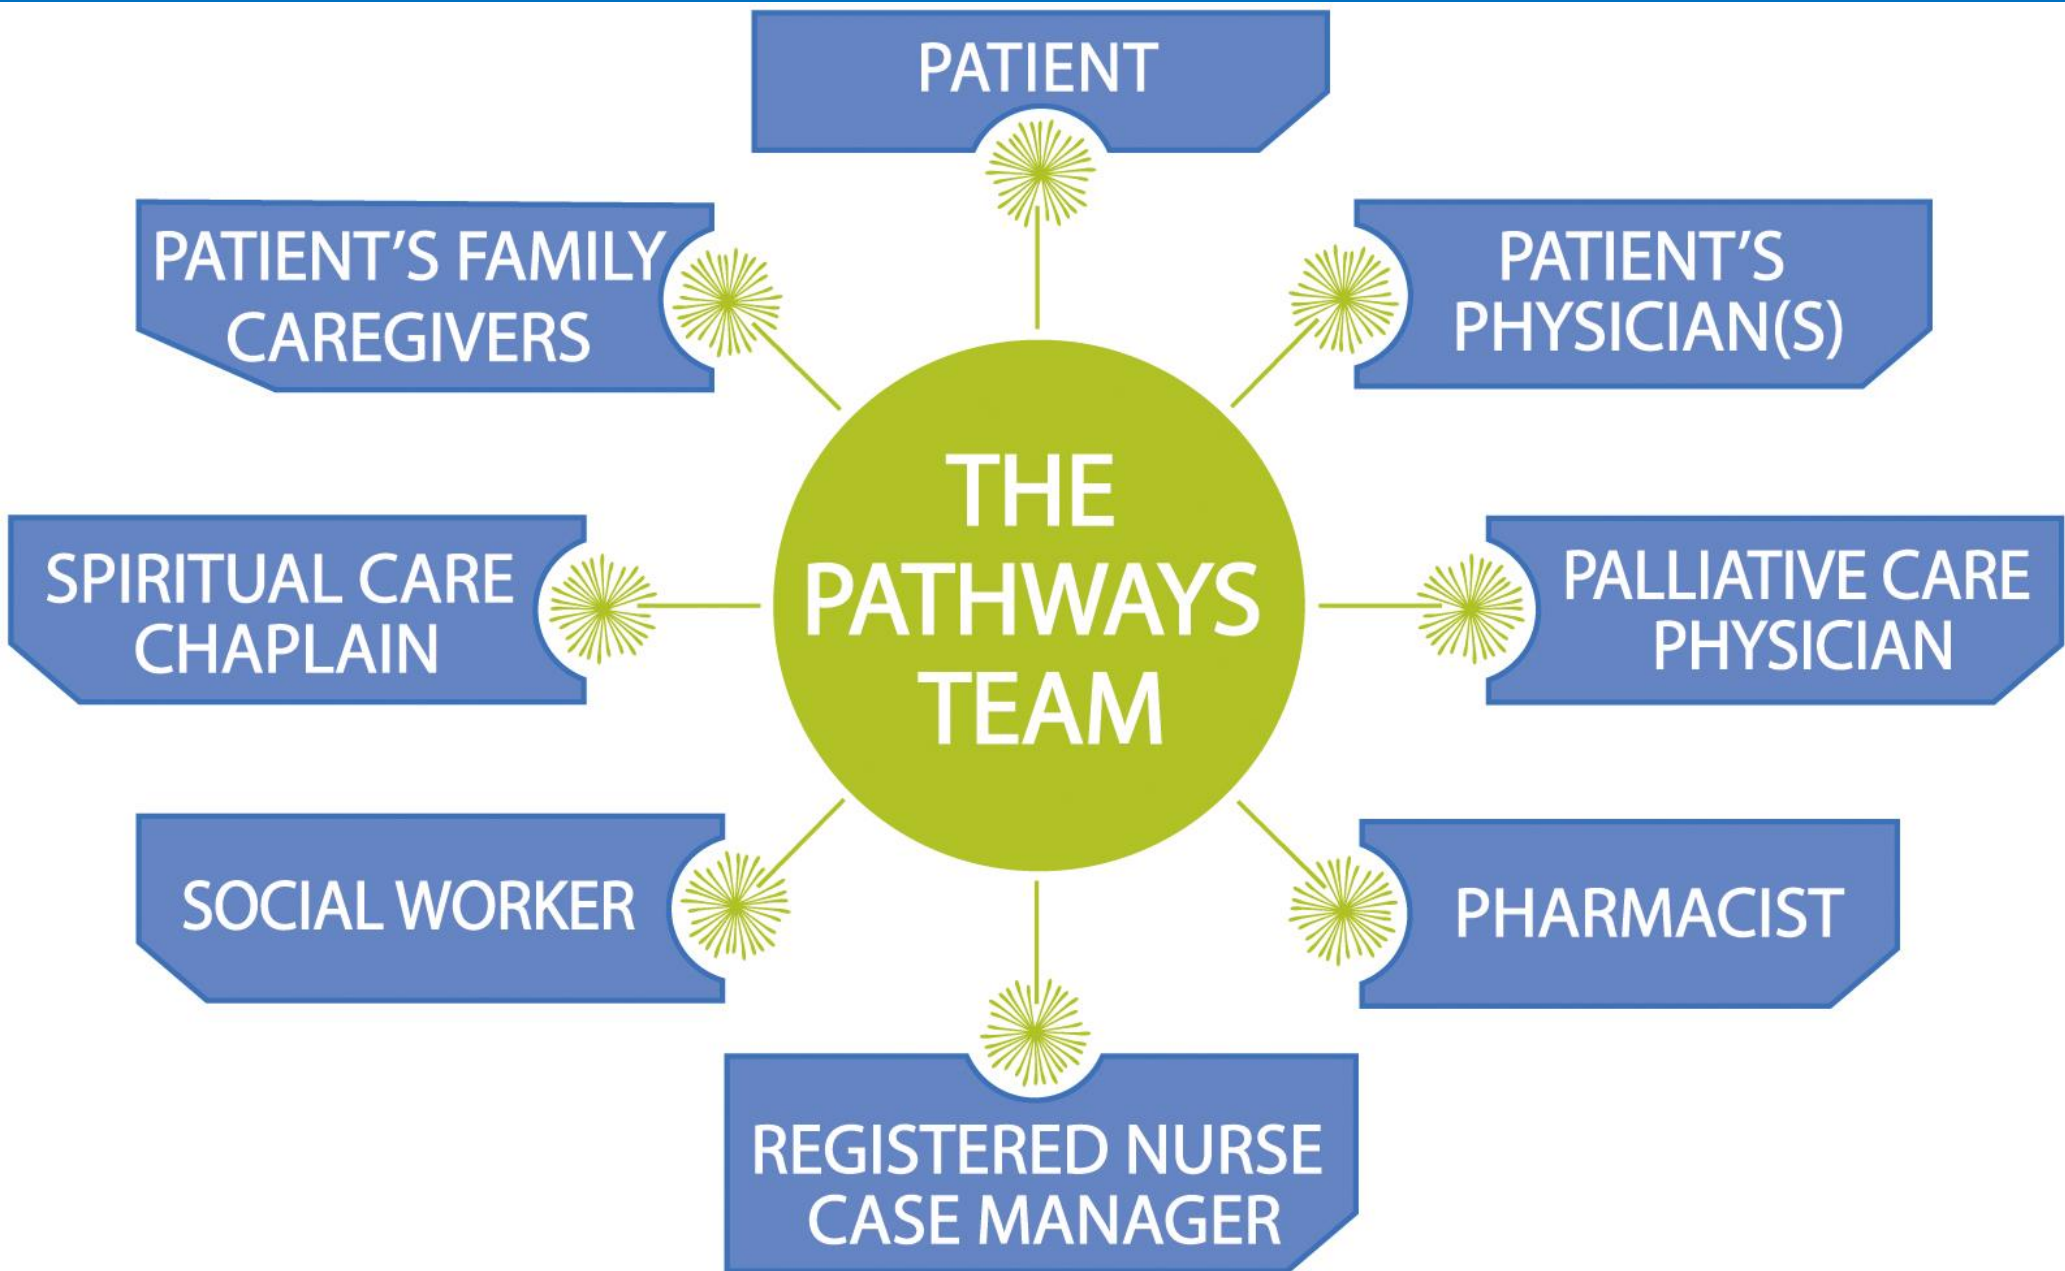 PATIENT
PATIENT’S FAMILY
CAREGIVERS
PATIENT’S
PHYSICIAN(S)
THE
PATHWAYS
TEAM
SPIRITUAL CARE
CHAPLAIN
PALLIATIVE CARE
PHYSICIAN
SOCIAL WORKER
PHARMACIST
REGISTERED NURSE
CASE MANAGER